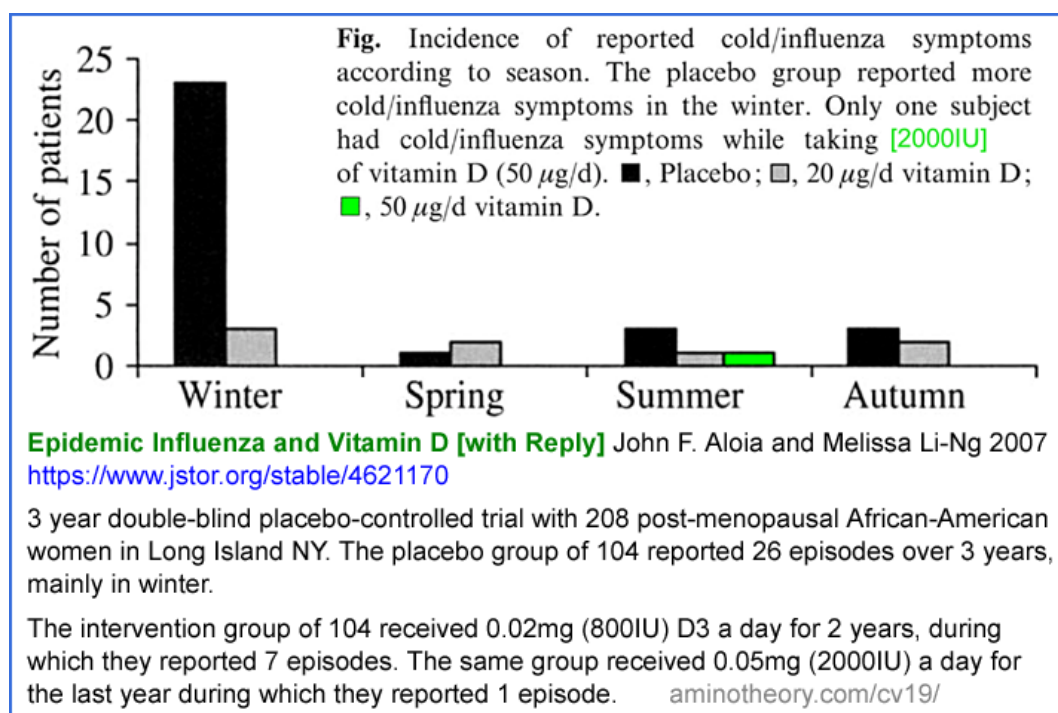 Fig. Incidence of reported cold/influenza symptoms
according to season. The placebo group reported more
cold/influenza symptoms in the winter. Only one subject
had cold/influenza symptoms while taking [2000IU]
of vitamin D (50 μg/d). ■, Placebo; ■, 20 μg/d vitamin D;
■, 50 μg/d vitamin D.
Number of patients
25
20
15
10
5
0
Winter Spring Summer Autumn
Epidemic Influenza and Vitamin D [with Reply] John F. Aloia and Melissa Li-Ng 2007
https://www.jstor.org/stable/4621170
3 year double-blind placebo-controlled trial with 208 post-menopausal African-American
women in Long Island NY. The placebo group of 104 reported 26 episodes over 3 years,
mainly in winter.
The intervention group of 104 received 0.02mg (800IU) D3 a day for 2 years, during
which they reported 7 episodes. The same group received 0.05mg (2000IU) a day for
the last year during which they reported 1 episode. aminotheory.com/cv19/